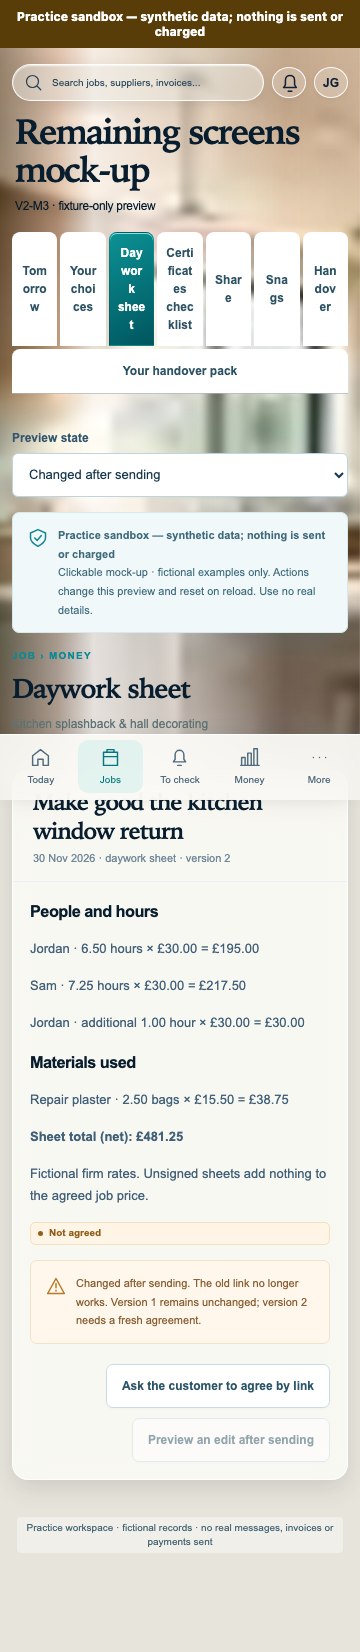 Practice sandbox — synthetic data; nothing is sent or
charged
Search jobs, suppliers, invoices...
JG
Remaining screens
mock-up
V2-M3 · fixture-only preview
Tom
orro
w
Your
choi
ces
Day
wor
k
shee
t
Certi
ficat
es
chec
klist
Shar
e
Sna
gs
Han
dov
er
Your handover pack
Preview state
Changed after sending
Practice sandbox — synthetic data; nothing is sent
or charged
Clickable mock-up · fictional examples only. Actions
change this preview and reset on reload. Use no real
details.
JOB › MONEY
Daywork sheet
Kitchen splashback & hall decorating
Today
Jobs
To check
Money
More
Make good the kitchen
window return
30 Nov 2026 · daywork sheet · version 2
People and hours
Jordan · 6.50 hours × £30.00 = £195.00
Sam · 7.25 hours × £30.00 = £217.50
Jordan · additional 1.00 hour × £30.00 = £30.00
Materials used
Repair plaster · 2.50 bags × £15.50 = £38.75
Sheet total (net): £481.25
Fictional firm rates. Unsigned sheets add nothing to
the agreed job price.
Not agreed
Changed after sending. The old link no longer
works. Version 1 remains unchanged; version 2
needs a fresh agreement.
Ask the customer to agree by link
Preview an edit after sending
Practice workspace · fictional records · no real messages, invoices or
payments sent